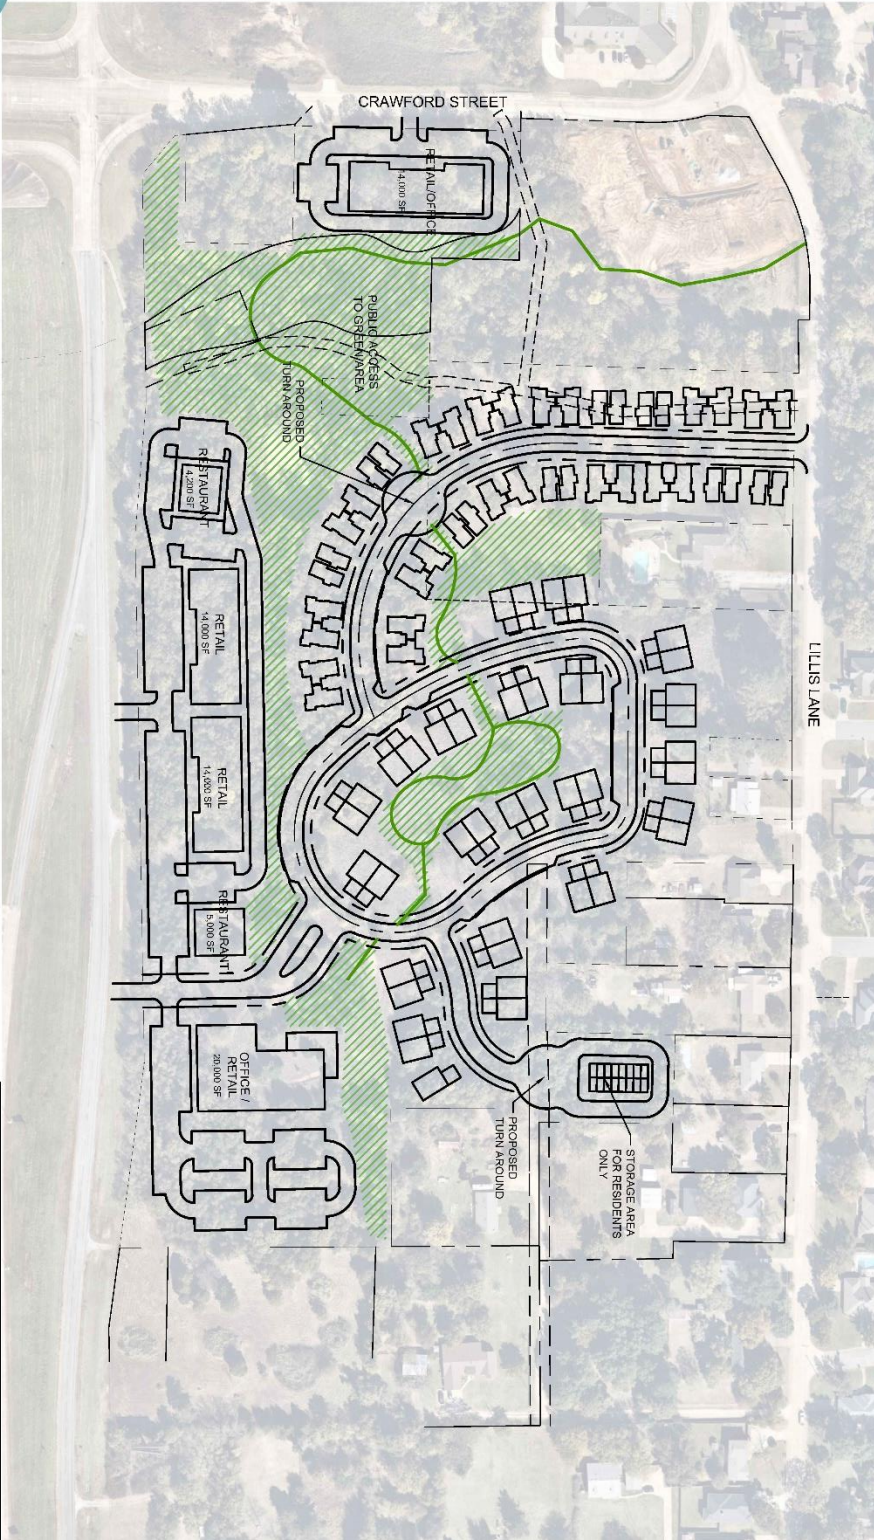 CRAWFORD STREET
RETAIL/OFFICE
14,000 SF
PUBLIC ACCESS
TO GREEN AREA
PROPOSED
TURN AROUND
RESTAURANT
4,200 SF
RETAIL
14,000 SF
LILLIS LANE
RETAIL
14,000 SF
RESTAURANT
5,000 SF
OFFICE /
RETAIL
20,000 SF
PROPOSED
TURN AROUND
STORAGE AREA
FOR RESIDENTS
ONLY